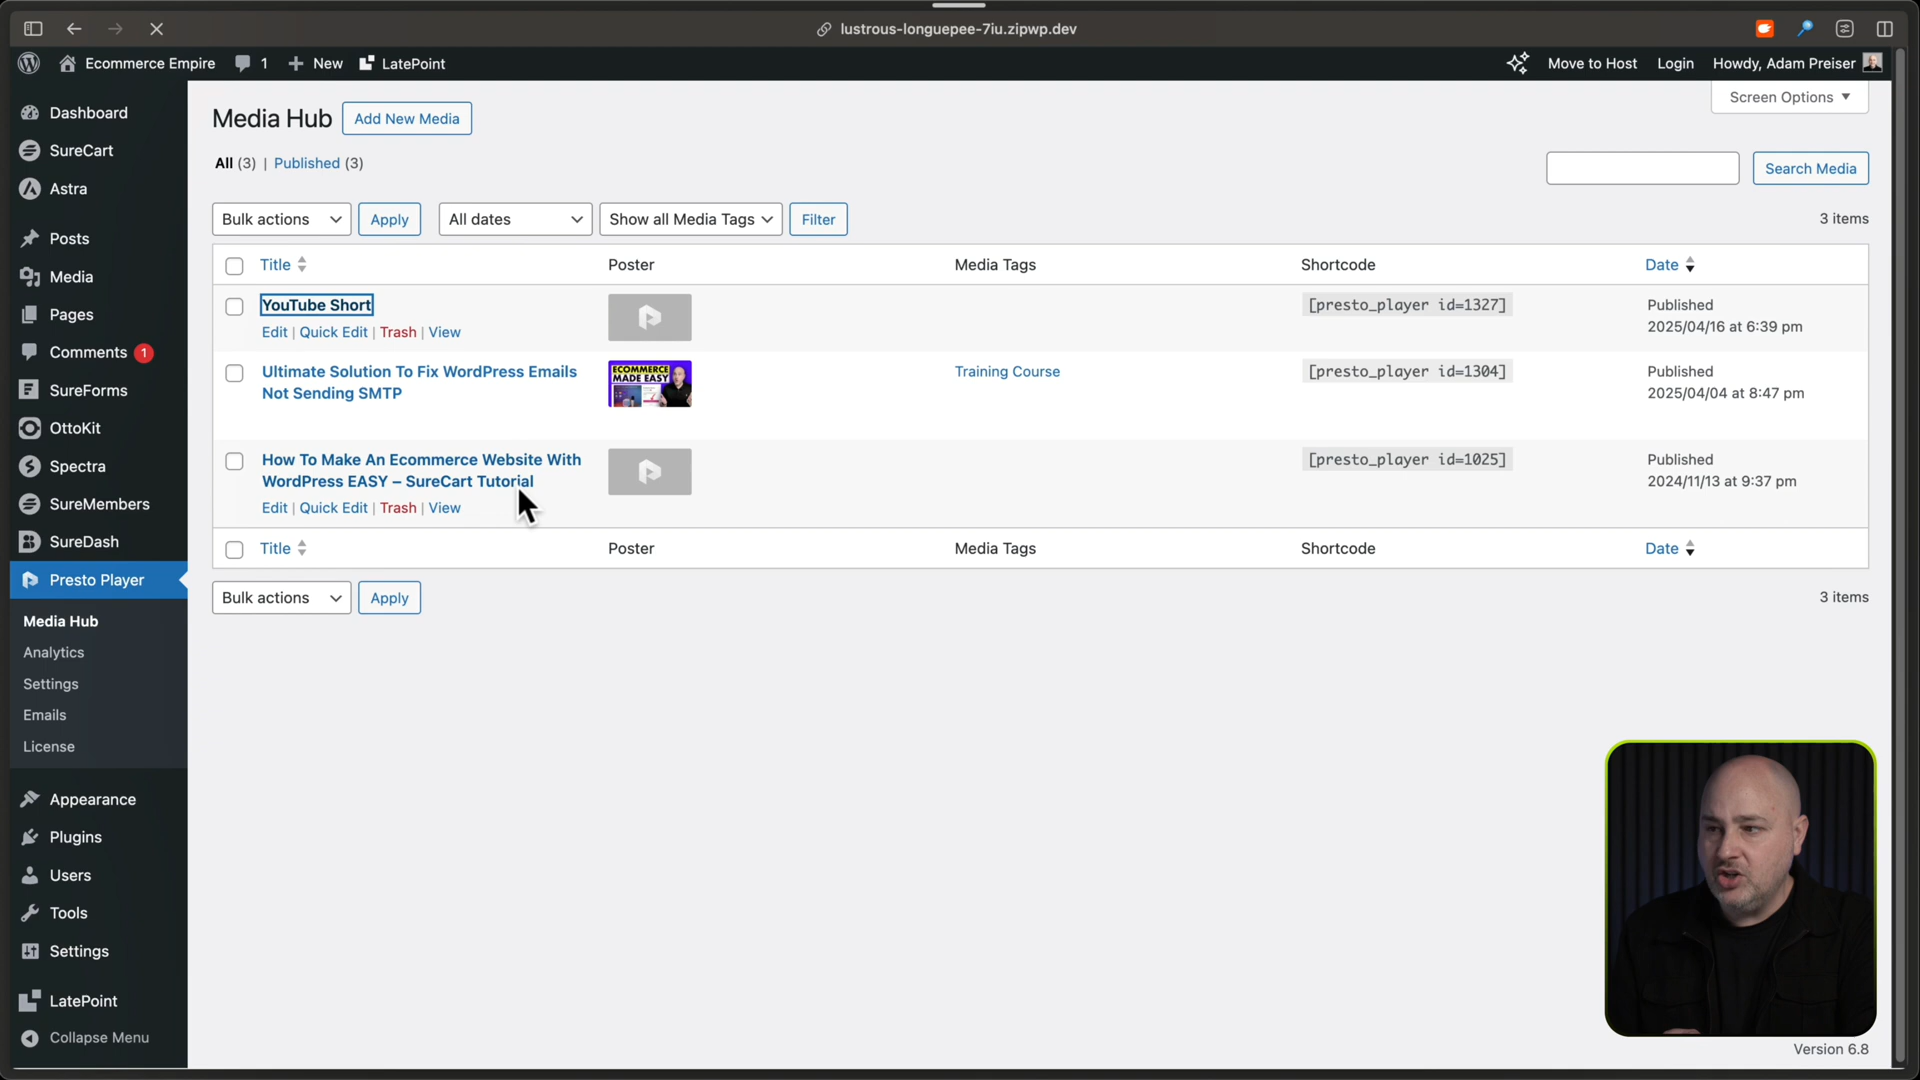 lustrous-longuepee-7iu.zipwp.dev
Ecommerce Empire
1
New
LatePoint
Move to Host
Login
Howdy, Adam Preiser
Dashboard
SureCart
Astra
Posts
Media
Pages
Comments 1
SureForms
OttoKit
Spectra
SureMembers
SureDash
Presto Player
Media Hub
Analytics
Settings
Emails
License
Appearance
Plugins
Users
Tools
Settings
LatePoint
Collapse Menu
Screen Options
Media Hub
Add New Media
All (3) | Published (3)
Search Media
Bulk actions
Apply
All dates
Show all Media Tags
Filter
3 items
Title
Poster
Media Tags
Shortcode
Date
YouTube Short
Edit | Quick Edit | Trash | View
[presto_player id=1327]
Published
2025/04/16 at 6:39 pm
Ultimate Solution To Fix WordPress Emails
Not Sending SMTP
ECOMMERCE
MADE EASY
Training Course
[presto_player id=1304]
Published
2025/04/04 at 8:47 pm
How To Make An Ecommerce Website With
WordPress EASY – SureCart Tutorial
Edit | Quick Edit | Trash | View
[presto_player id=1025]
Published
2024/11/13 at 9:37 pm
Title
Poster
Media Tags
Shortcode
Date
Bulk actions
Apply
3 items
Version 6.8